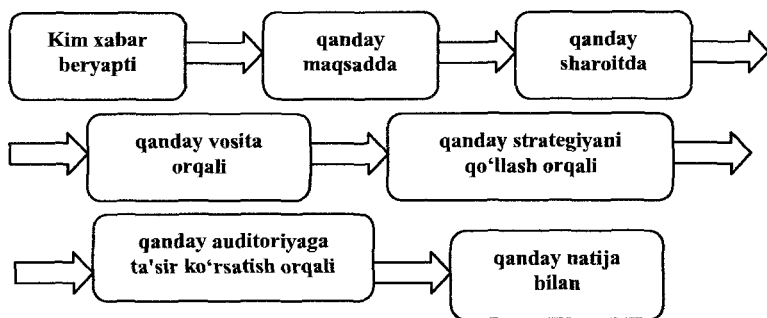 Kim xabar
beryapti
qanday
maqsadda
qanday
sharoitda
qanday vosita
orqali
qanday strategiyani
qo‘llash orqali
qanday auditoriyaga
ta'sir ko‘rsatish orqali
qanday natija
bilan